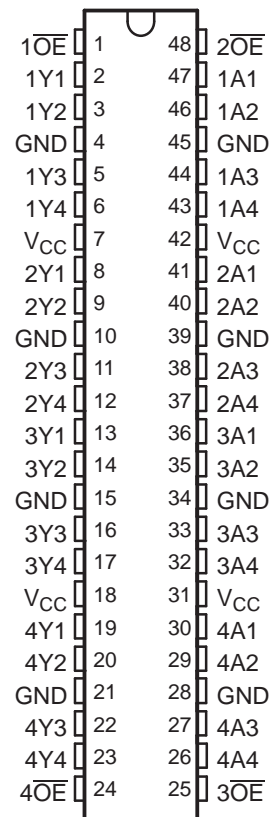 1O̅E̅ 1 48 2O̅E̅
1Y1 2 47 1A1
1Y2 3 46 1A2
GND 4 45 GND
1Y3 5 44 1A3
1Y4 6 43 1A4
VCC 7 42 VCC
2Y1 8 41 2A1
2Y2 9 40 2A2
GND 10 39 GND
2Y3 11 38 2A3
2Y4 12 37 2A4
3Y1 13 36 3A1
3Y2 14 35 3A2
GND 15 34 GND
3Y3 16 33 3A3
3Y4 17 32 3A4
VCC 18 31 VCC
4Y1 19 30 4A1
4Y2 20 29 4A2
GND 21 28 GND
4Y3 22 27 4A3
4Y4 23 26 4A4
4O̅E̅ 24 25 3O̅E̅